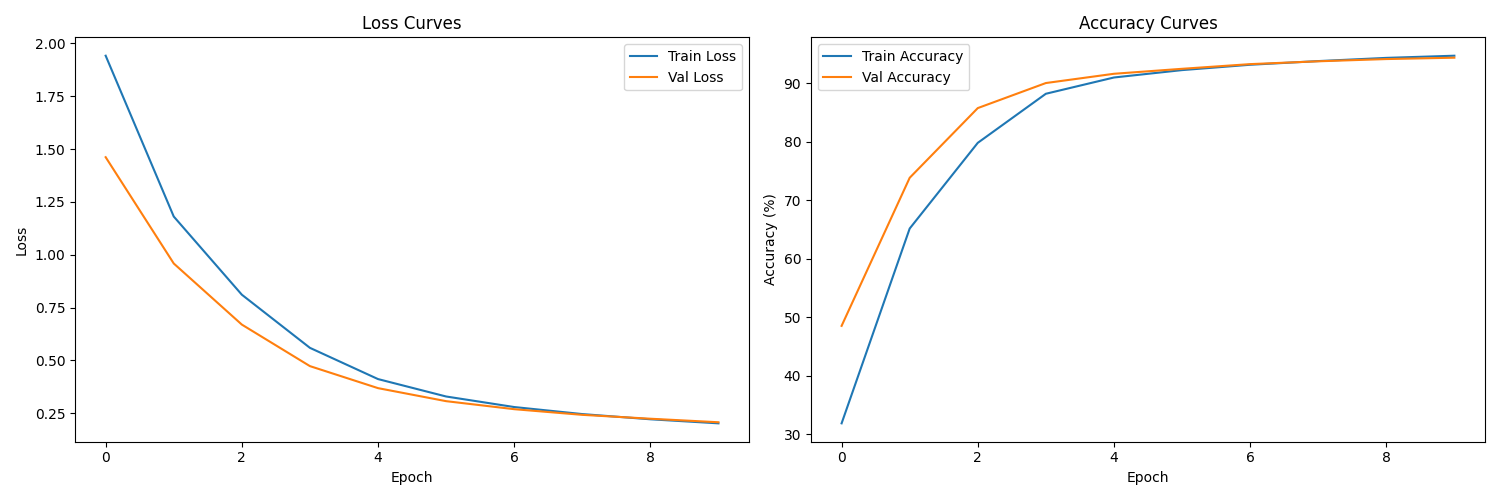 Loss Curves
2.00
1.75
1.50
1.25
1.00
0.75
0.50
0.25
Loss
0 2 4 6 8
Epoch
Train Loss
Val Loss
Accuracy Curves
90
80
70
60
50
40
30
Accuracy (%)
0 2 4 6 8
Epoch
Train Accuracy
Val Accuracy